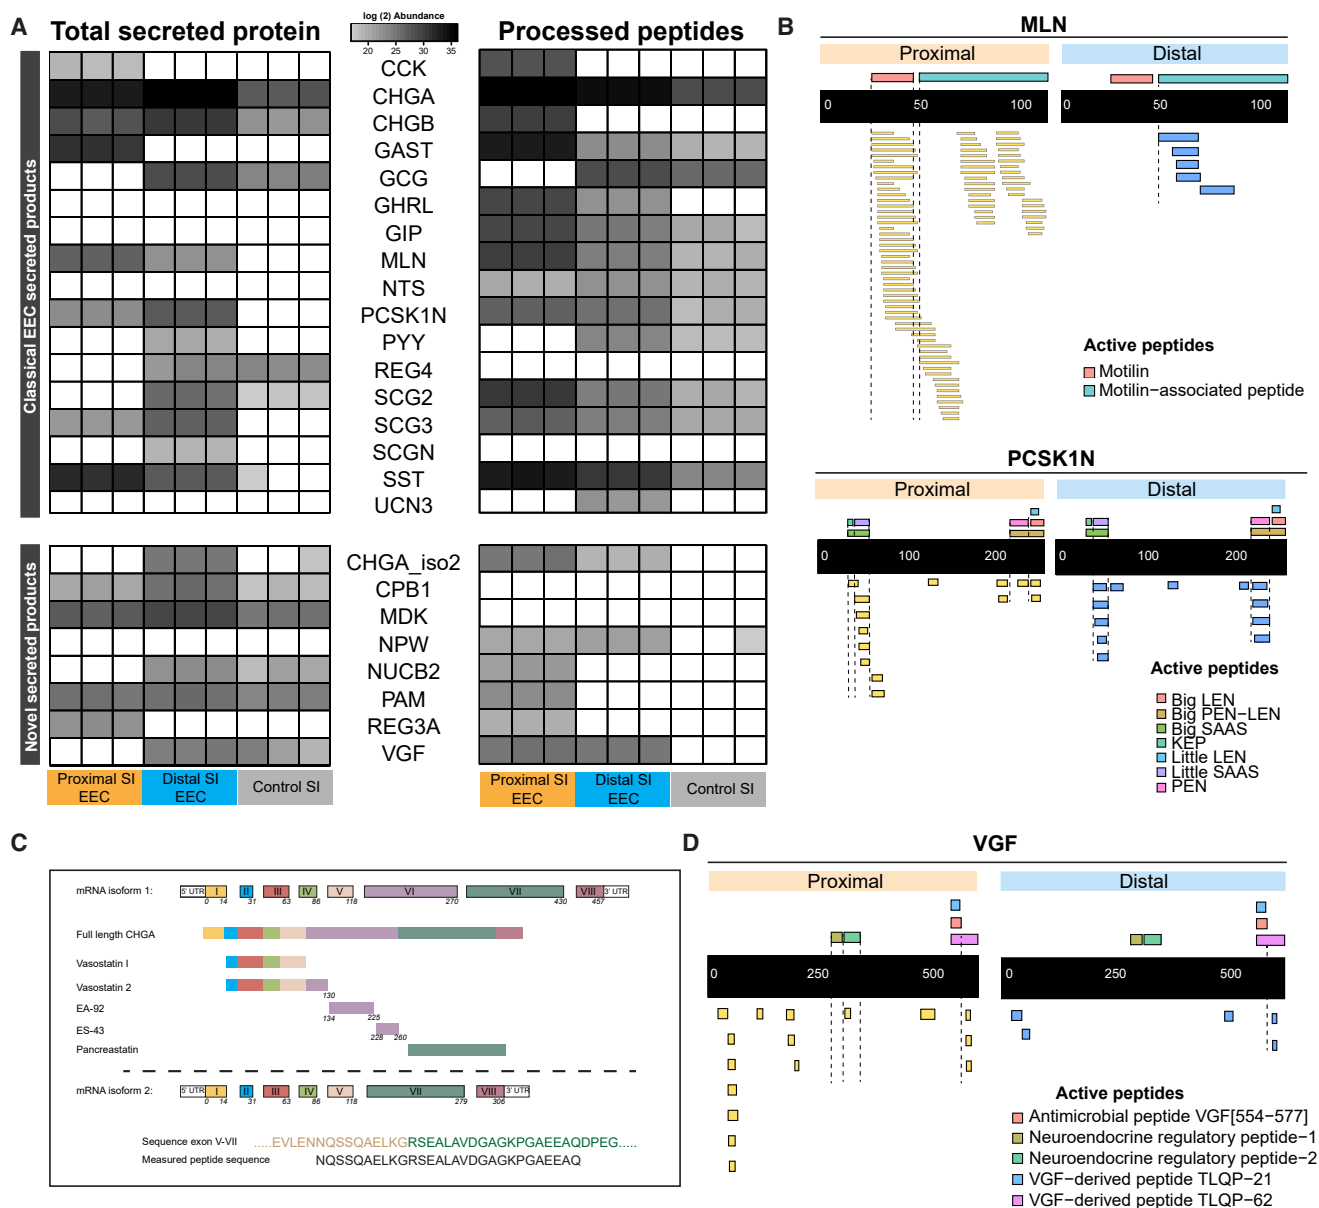 A
Total secreted protein
log (2) Abundance
20 25 30 35
Processed peptides
Classical EEC secreted products
CCK
CHGA
CHGB
GAST
GCG
GHRL
GIP
MLN
NTS
PCSK1N
PYY
REG4
SCG2
SCG3
SCGN
SST
UCN3
Novel secreted products
CHGA_iso2
CPB1
MDK
NPW
NUCB2
PAM
REG3A
VGF
Proximal SI EEC
Distal SI EEC
Control SI
Proximal SI EEC
Distal SI EEC
Control SI
B
MLN
Proximal
Distal
0 50 100
0 50 100
Active peptides
Motilin
Motilin−associated peptide
PCSK1N
Proximal
Distal
0 100 200
0 100 200
Active peptides
Big LEN
Big PEN−LEN
Big SAAS
KEP
Little LEN
Little SAAS
PEN
C
mRNA isoform 1:
5' UTR I II III IV V VI VII VIII 3' UTR
0 14 31 63 86 118 270 430 457
Full length CHGA
Vasostatin I
Vasostatin 2
130
EA-92
134 225
ES-43
228 260
Pancreastatin
mRNA isoform 2:
5' UTR I II III IV V VII VIII 3' UTR
0 14 31 63 86 118 279 306
Sequence exon V-VII .....EVLENNQSSQAELKGRSEALAVDGAGKPGAEEAQDPEG.....
Measured peptide sequence NQSSQAELKGRSEALAVDGAGKPGAEEAQ
D
VGF
Proximal
Distal
0 250 500
0 250 500
Active peptides
Antimicrobial peptide VGF[554−577]
Neuroendocrine regulatory peptide−1
Neuroendocrine regulatory peptide−2
VGF−derived peptide TLQP−21
VGF−derived peptide TLQP−62